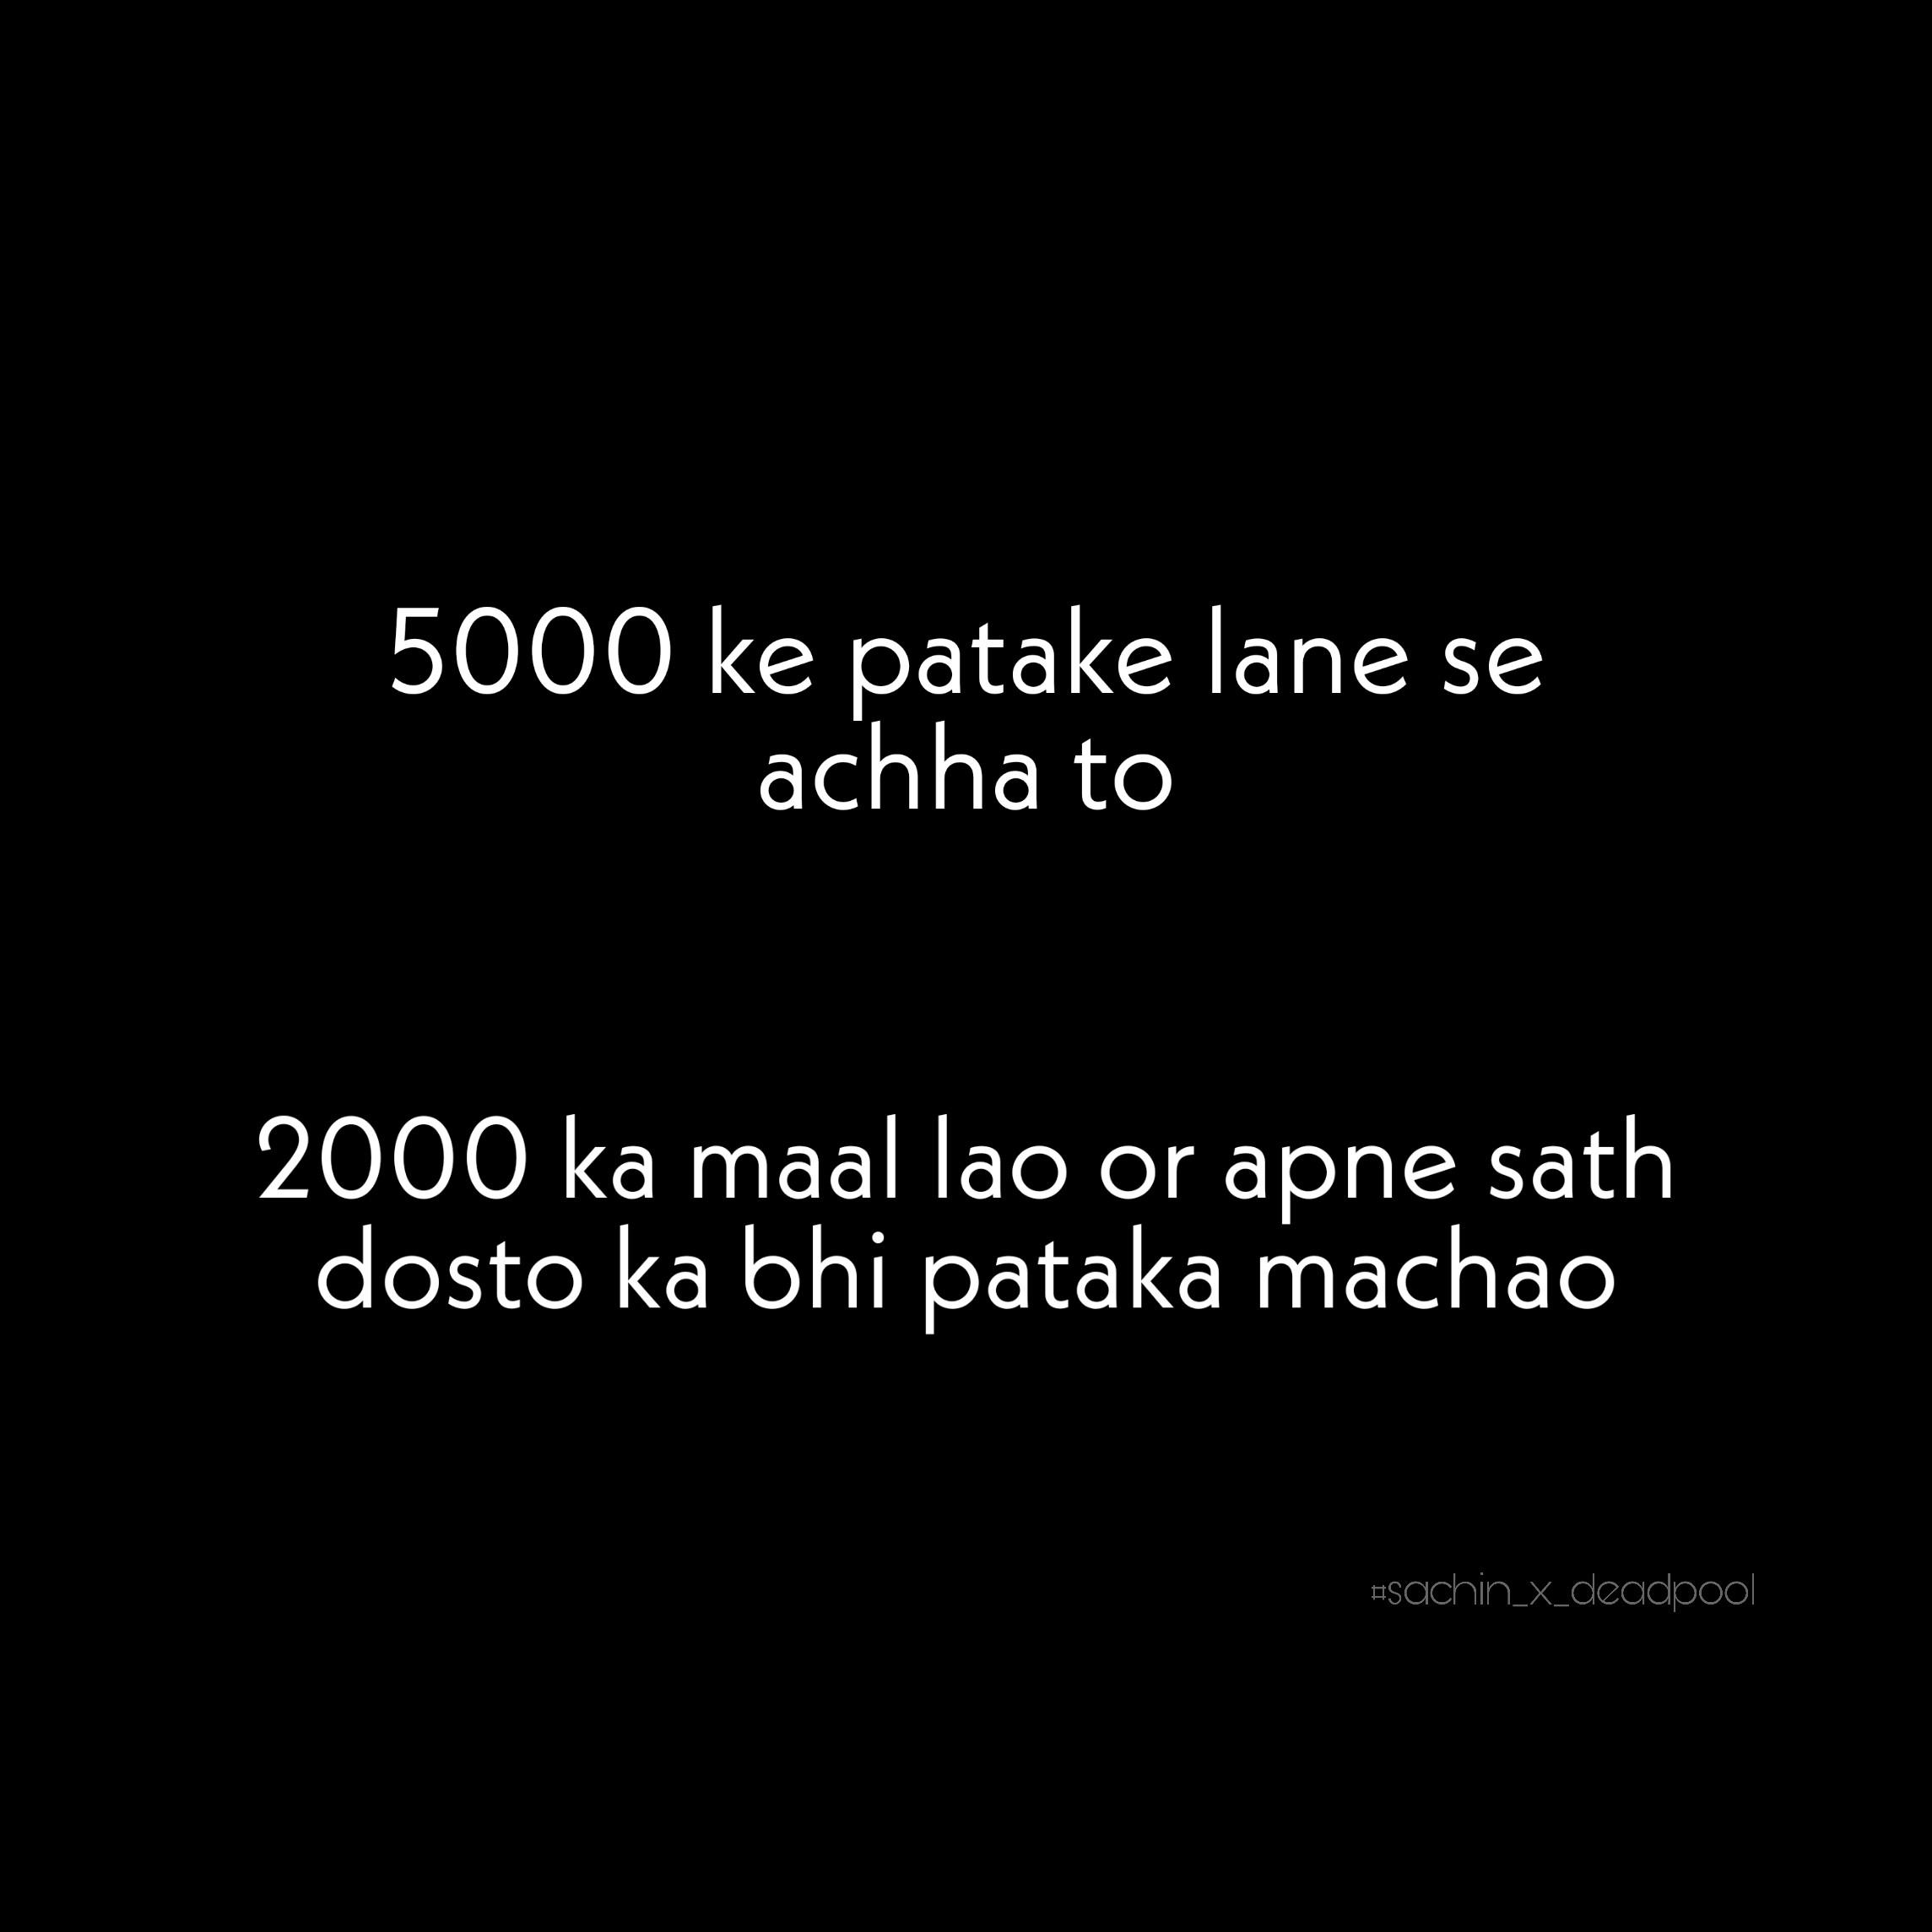 5000 ke patake lane se
achha to
2000 ka maal lao or apne sath
dosto ka bhi pataka machao
#sachin_x_deadpool